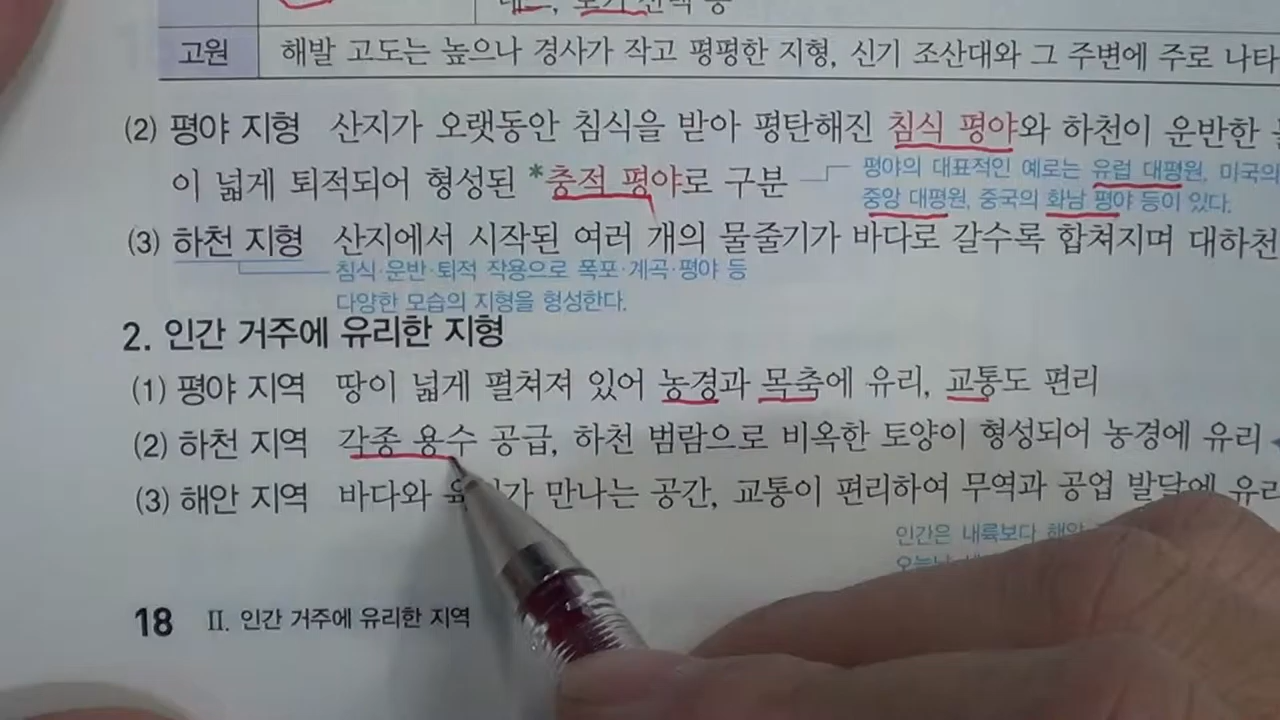 고원 해발 고도는 높으나 경사가 작고 평평한 지형, 신기 조산대와 그 주변에 주로 나타
(2) 평야 지형 산지가 오랫동안 침식을 받아 평탄해진 침식 평야와 하천이 운반한
이 넓게 퇴적되어 형성된 *충적 평야로 구분
평야의 대표적인 예로는 유럽 대평원, 미국의
중앙 대평원, 중국의 화남 평야 등이 있다.
(3) 하천 지형 산지에서 시작된 여러 개의 물줄기가 바다로 갈수록 합쳐지며 대하천
침식·운반·퇴적 작용으로 폭포·계곡·평야 등
다양한 모습의 지형을 형성한다.
2. 인간 거주에 유리한 지형
(1) 평야 지역 땅이 넓게 펼쳐져 있어 농경과 목축에 유리, 교통도 편리
(2) 하천 지역 각종 용수 공급, 하천 범람으로 비옥한 토양이 형성되어 농경에 유리
(3) 해안 지역 바다와 만나는 공간, 교통이 편리하여 무역과 공업 발달에 유리
인간은 내륙보다
18 II. 인간 거주에 유리한 지역